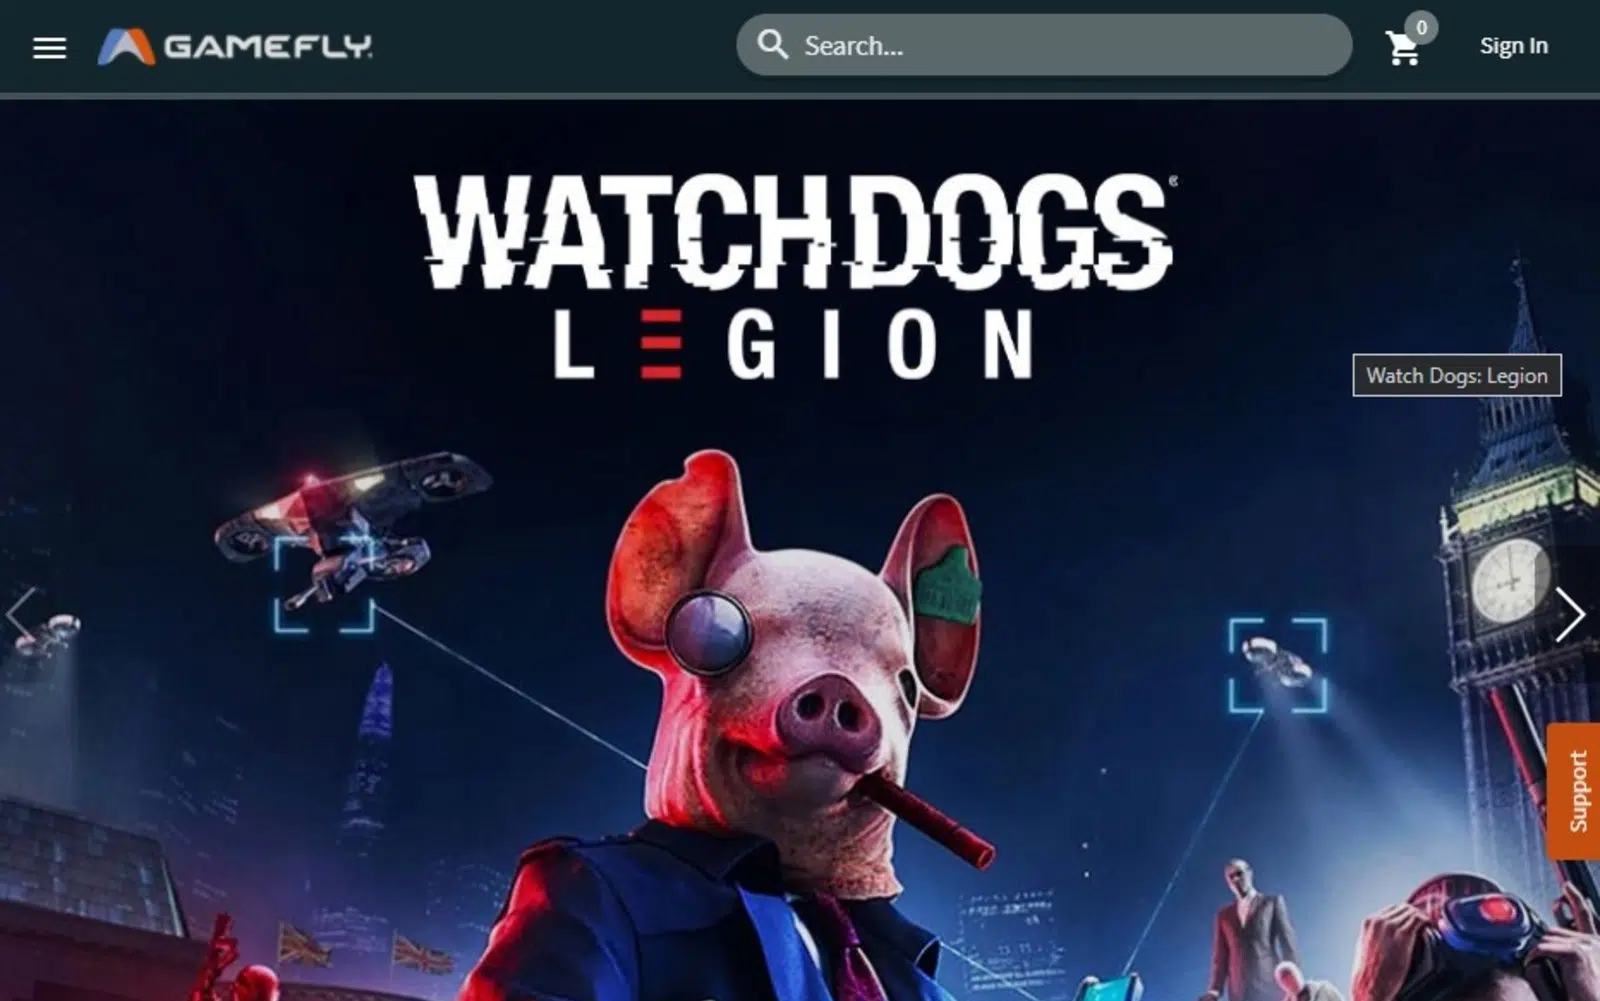 GAMEFLY.
Search...
0
Sign In
WATCH DOGS
LEGION
Watch Dogs: Legion
Support